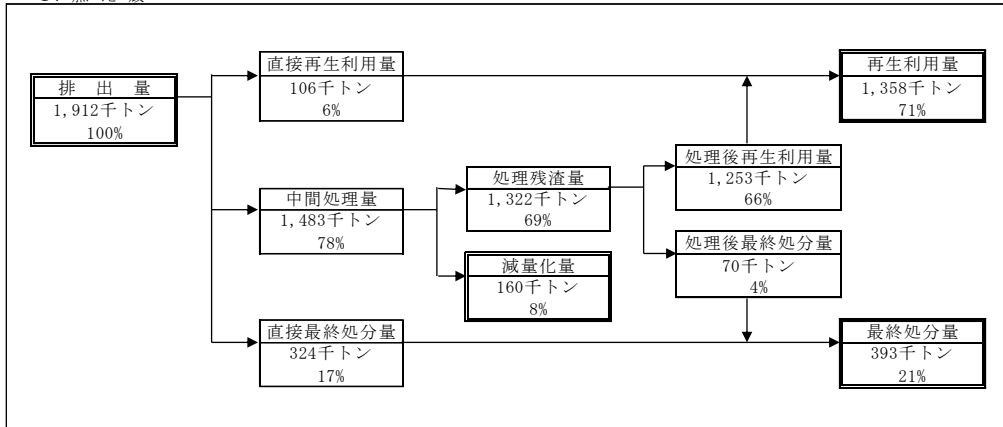 排出量
1,912千トン
100%
直接再生利用量
106千トン
6%
再生利用量
1,358千トン
71%
中間処理量
1,483千トン
78%
処理残渣量
1,322千トン
69%
処理後再生利用量
1,253千トン
66%
減量化量
160千トン
8%
処理後最終処分量
70千トン
4%
直接最終処分量
324千トン
17%
最終処分量
393千トン
21%